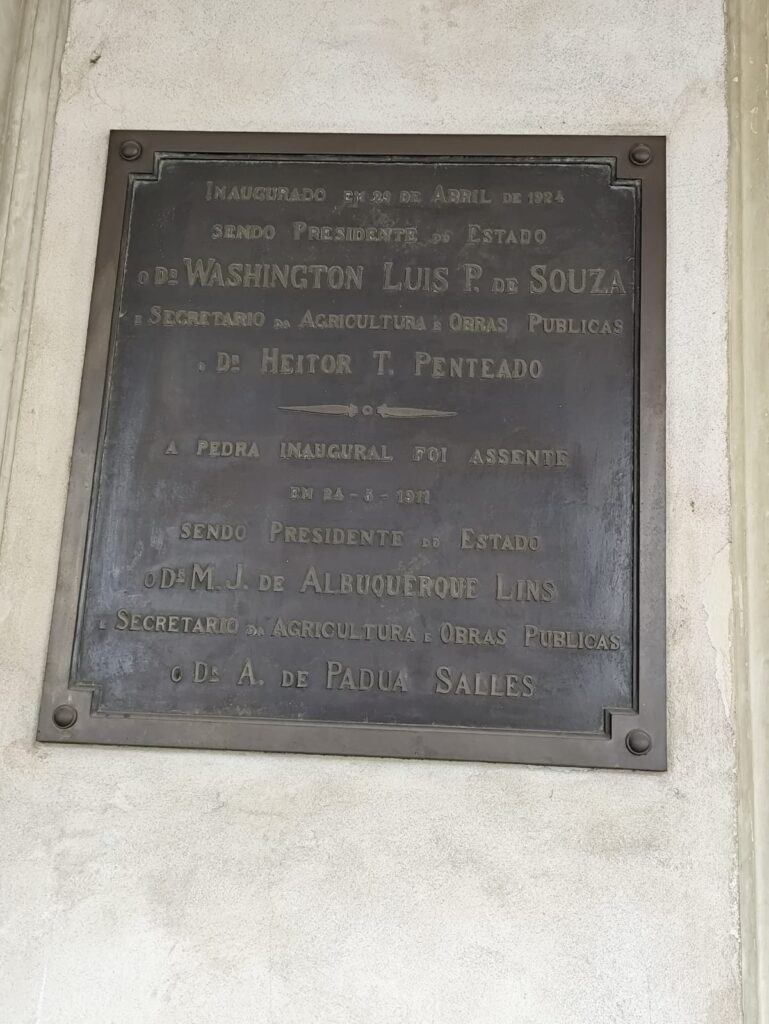 INAUGURADO EM 29 DE ABRIL DE 1924
SENDO PRESIDENTE DO ESTADO
O DR WASHINGTON LUIS P. DE SOUZA
E SECRETARIO DA AGRICULTURA E OBRAS PUBLICAS
O DR HEITOR T. PENTEADO
A PEDRA INAUGURAL FOI ASSENTE
EM 24-5-1911
SENDO PRESIDENTE DO ESTADO
O DR M. J. DE ALBUQUERQUE LINS
E SECRETARIO DA AGRICULTURA E OBRAS PUBLICAS
O DR A. DE PADUA SALLES